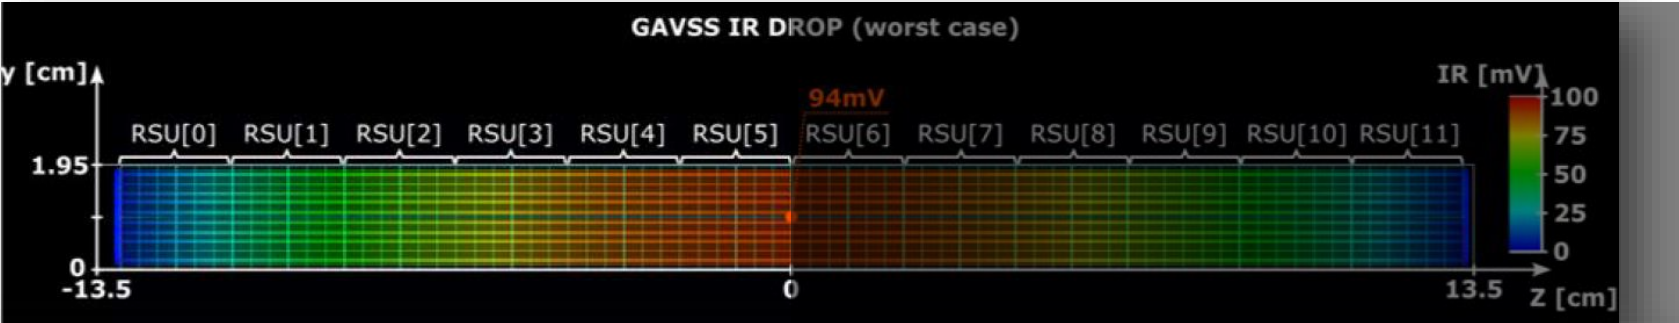 GAVSS IR DROP (worst case)
y [cm]
IR [mV]
94mV
100
RSU[0] RSU[1] RSU[2] RSU[3] RSU[4] RSU[5] RSU[6] RSU[7] RSU[8] RSU[9] RSU[10] RSU[11]
75
1.95
50
25
0
0
-13.5
0
13.5
Z [cm]